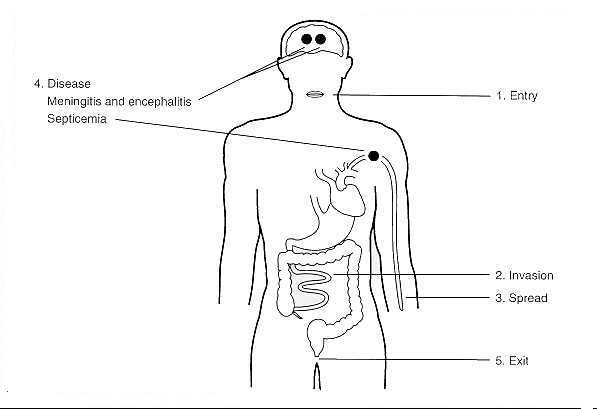 4. Disease
Meningitis and encephalitis
Septicemia
1. Entry
2. Invasion
3. Spread
5. Exit